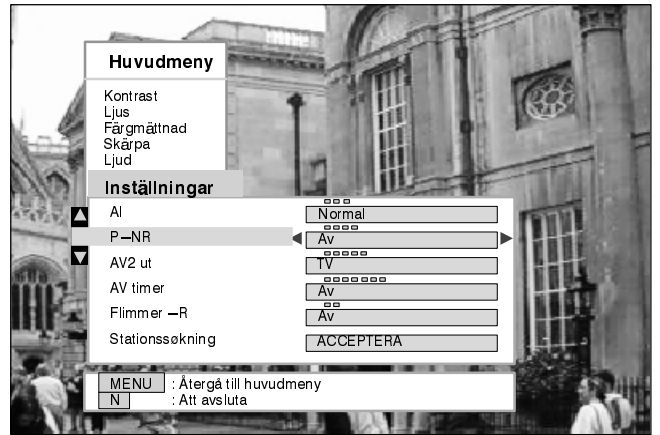 Huvudmeny
Kontrast
Ljus
Färgmättnad
Skärpa
Ljud
Inställningar
AI Normal
P–NR Av
AV2 ut TV
AV timer Av
Flimmer –R Av
Stationssøkning ACCEPTERA
MENU : Återgå till huvudmeny
N : Att avsluta